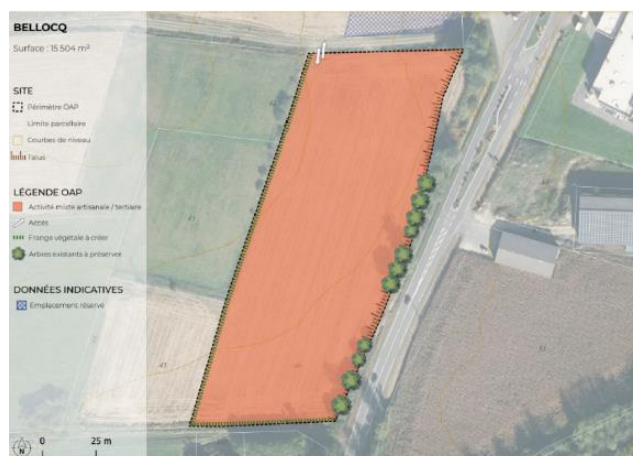 BELLOCQ
Surface : 15 504 m²
SITE
Périmètre OAP
Limite parcellaire
Courbes de niveau
Talus
LÉGENDE OAP
Activité mixte artisanale / tertiaire
Accès
Frange végétale à créer
Arbres existants à préserver
DONNÉES INDICATIVES
Emplacement réservé
0 25 m